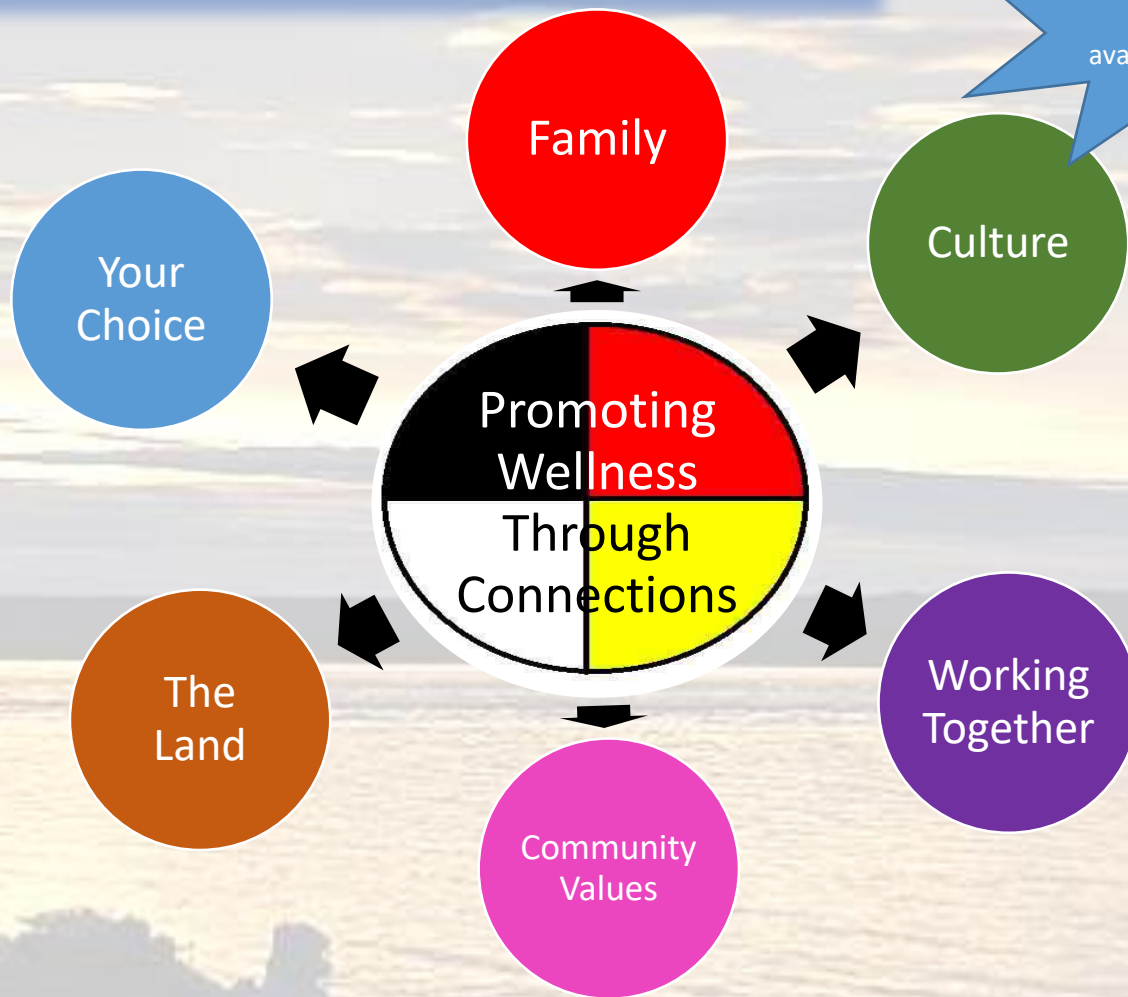 Family
Culture
Your
Choice
Promoting
Wellness
Through
Connections
Working
Together
The
Land
Community
Values